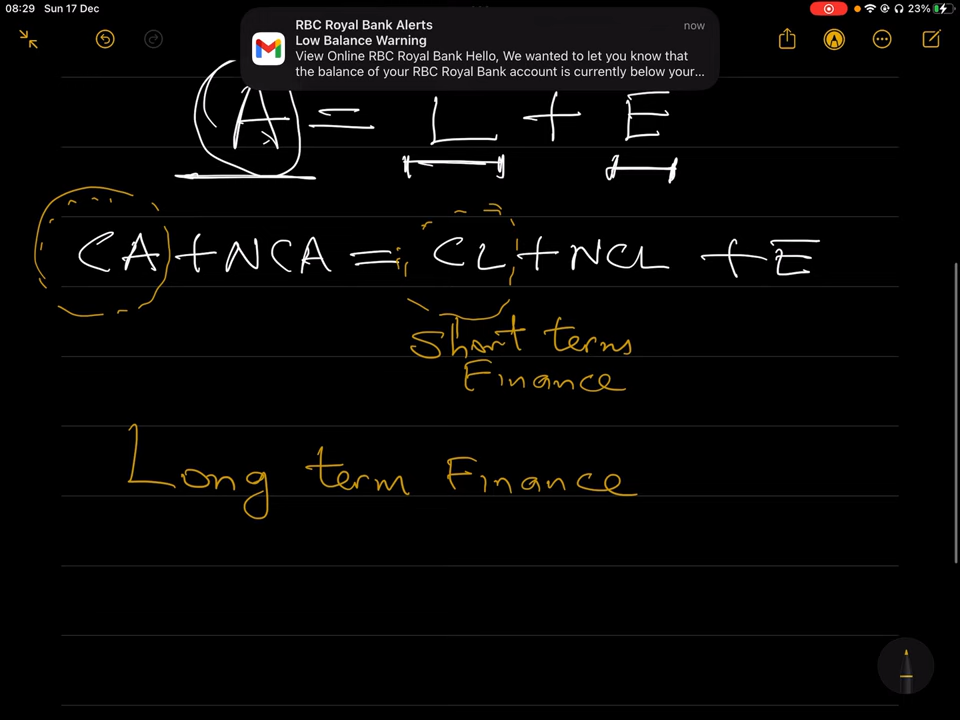 08:29 Sun 17 Dec
23%
RBC Royal Bank Alerts
now
Low Balance Warning
View Online RBC Royal Bank Hello, We wanted to let you know that
the balance of your RBC Royal Bank account is currently below your...
A = L + E
CA + NCA = CL + NCL + E
Short terms
Finance
Long term Finance